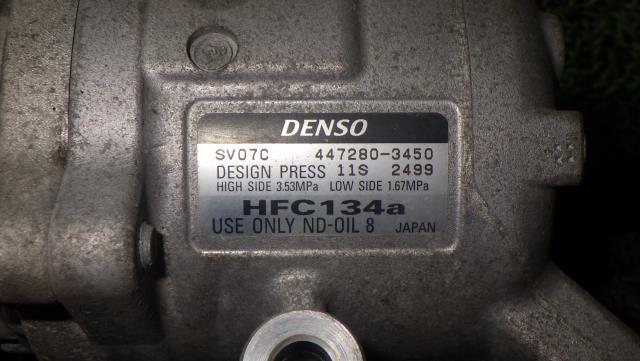 DENSO
SV07C 447280-3450
DESIGN PRESS 11S 2499
HIGH SIDE 3.53MPa LOW SIDE 1.67MPa
HFC134a
USE ONLY ND-OIL 8 JAPAN